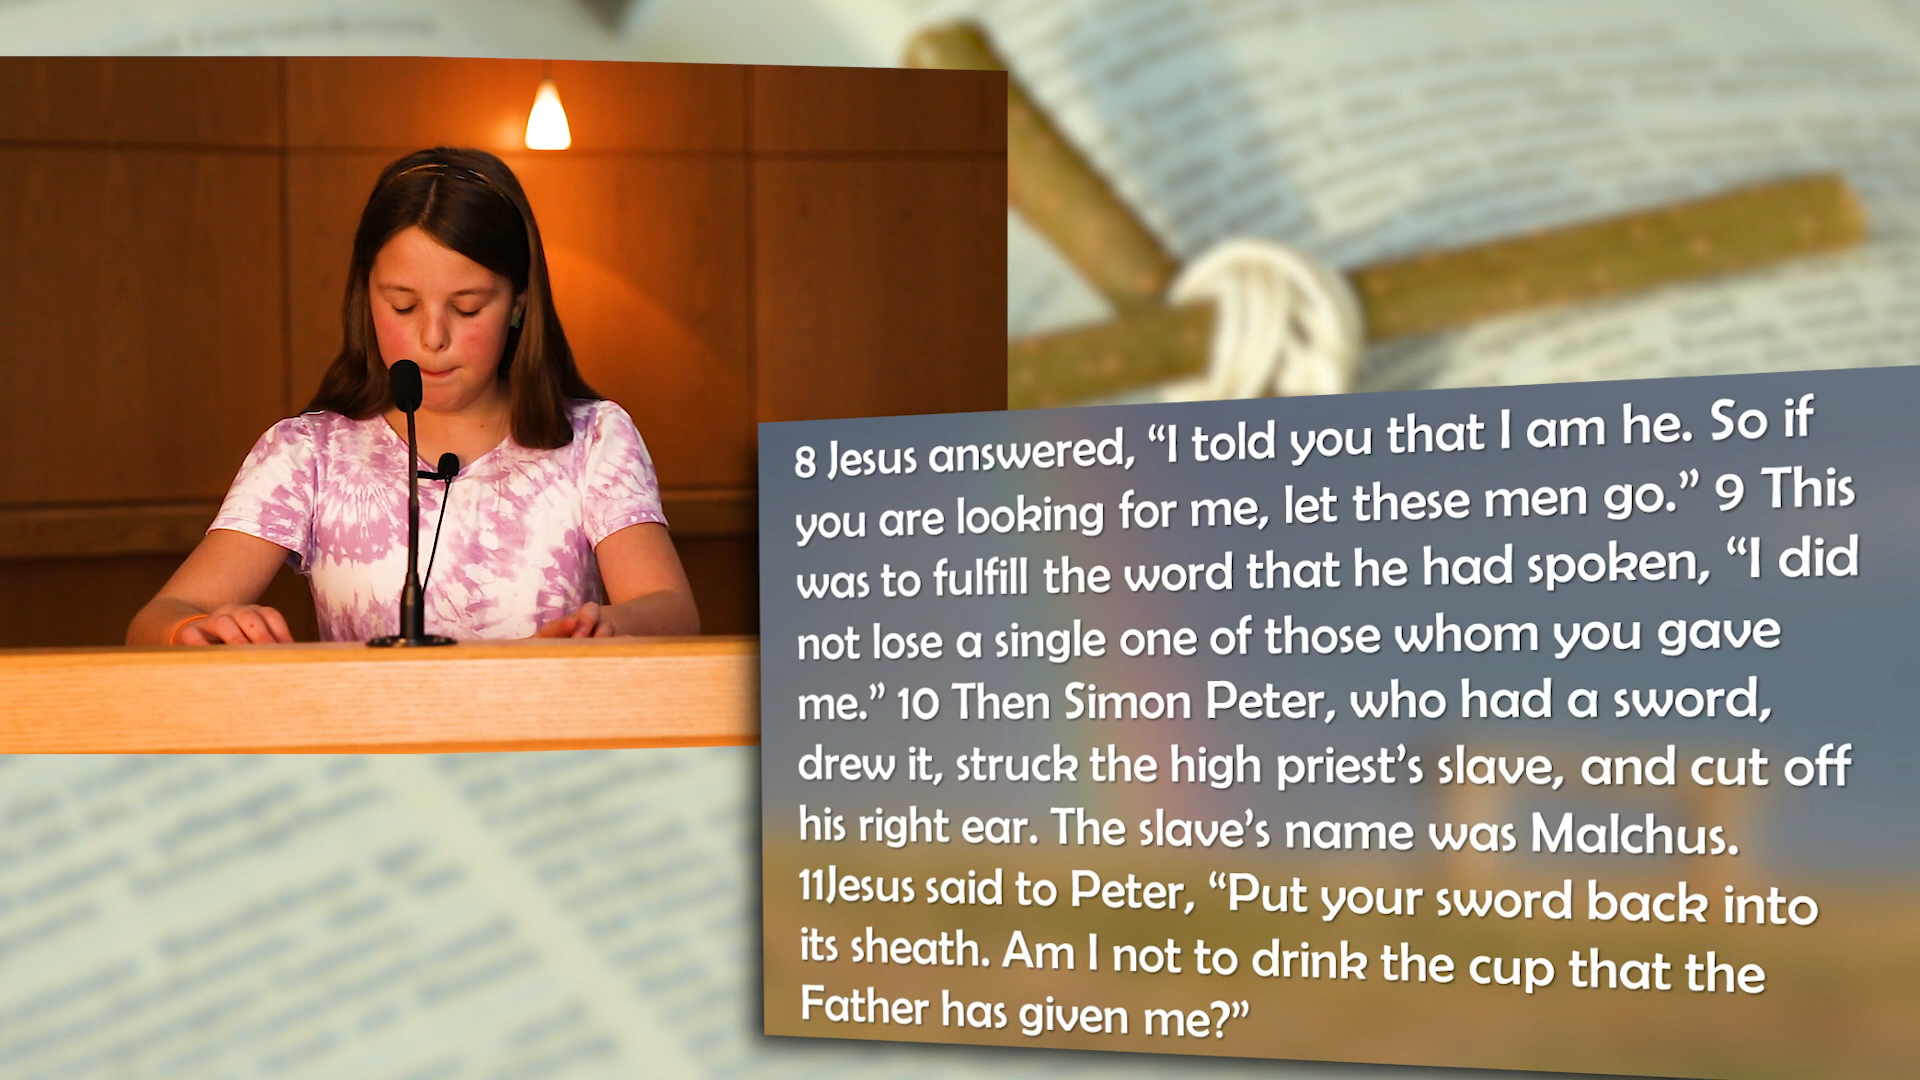 8 Jesus answered, “I told you that I am he. So if
you are looking for me, let these men go.” 9 This
was to fulfill the word that he had spoken, “I did
not lose a single one of those whom you gave
me.” 10 Then Simon Peter, who had a sword,
drew it, struck the high priest’s slave, and cut off
his right ear. The slave’s name was Malchus.
11Jesus said to Peter, “Put your sword back into
its sheath. Am I not to drink the cup that the
Father has given me?”